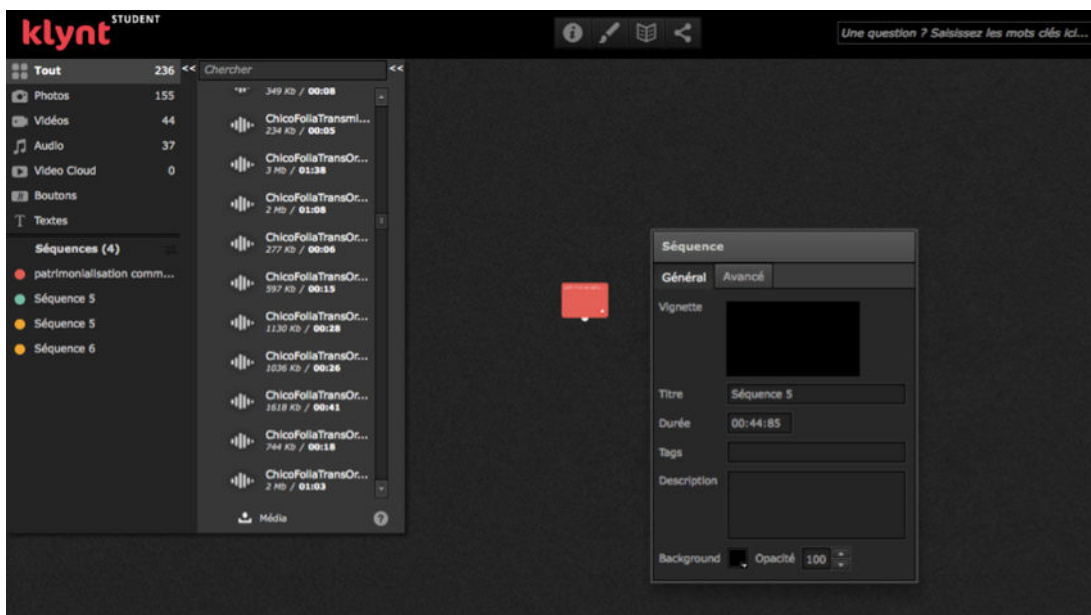 klynt STUDENT
Une question ? Saisissez les mots clés ici...
Tout 236 <<
Photos 155
Vidéos 44
Audio 37
Video Cloud 0
Boutons
T Textes
Séquences (4)
patrimonialisation comm...
Séquence 5
Séquence 5
Séquence 6
Chercher <<
349 Kb / 00:08
ChicoFoliaTransmi...
234 Kb / 00:05
ChicoFoliaTransOr...
3 Mb / 01:38
ChicoFoliaTransOr...
2 Mb / 01:08
ChicoFoliaTransOr...
277 Kb / 00:06
ChicoFoliaTransOr...
597 Kb / 00:15
ChicoFoliaTransOr...
1130 Kb / 00:28
ChicoFoliaTransOr...
1036 Kb / 00:26
ChicoFoliaTransOr...
1618 Kb / 00:41
ChicoFoliaTransOr...
744 Kb / 00:18
ChicoFoliaTransOr...
2 Mb / 01:03
Média ?
Séquence
Général Avancé
Vignette
Titre Séquence 5
Durée 00:44:85
Tags
Description
Background Opacité 100